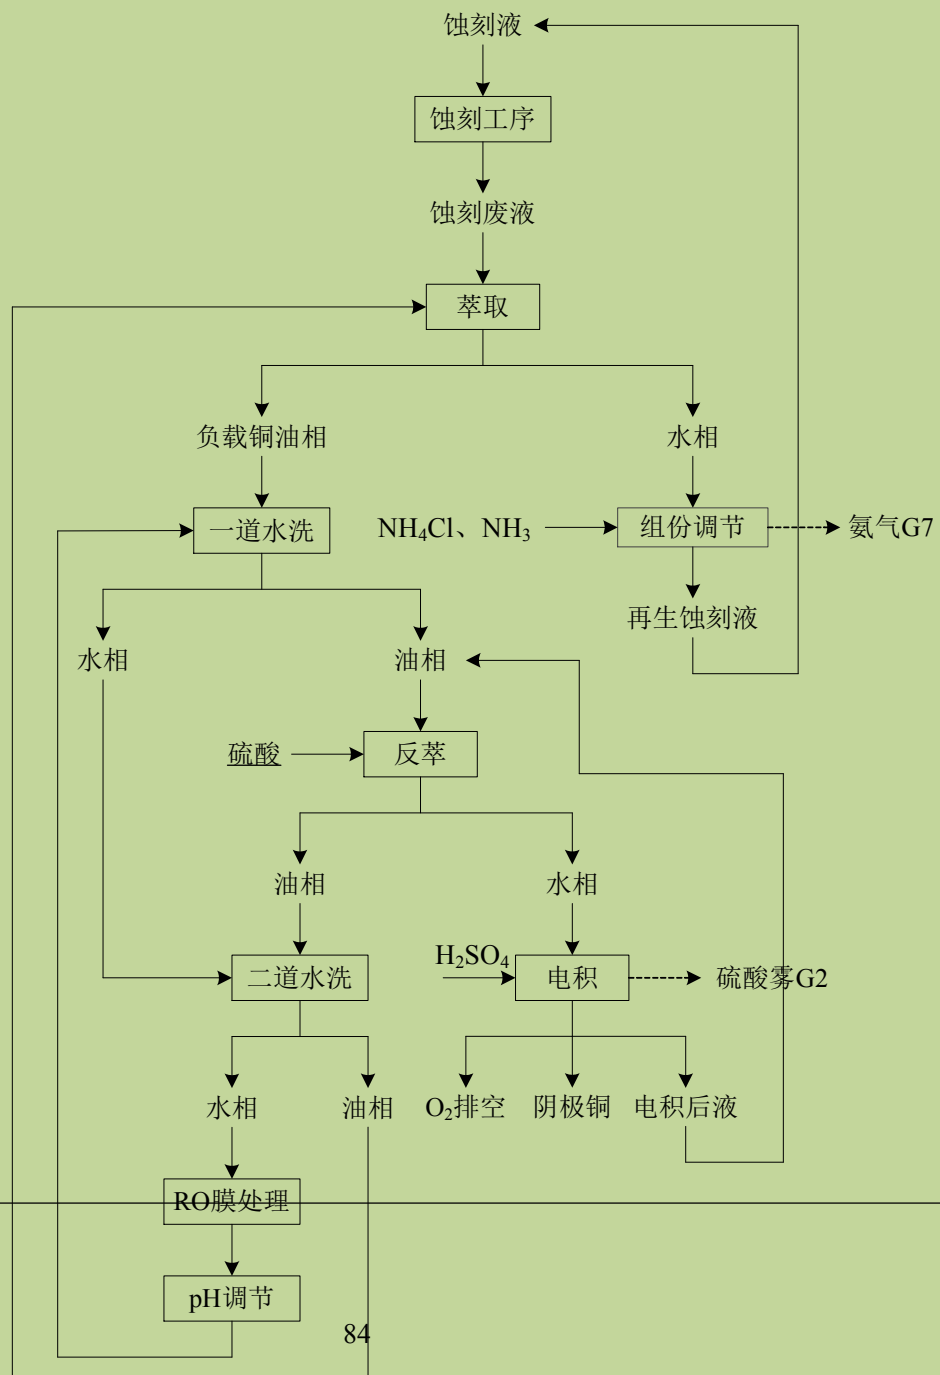 蚀刻液
蚀刻工序
蚀刻废液
萃取
负载铜油相
水相
一道水洗
NH₄Cl、NH₃
组份调节
氨气G7
再生蚀刻液
水相
油相
硫酸
反萃
油相
水相
二道水洗
H₂SO₄
电积
硫酸雾G2
水相
油相
O₂排空
阴极铜
电积后液
RO膜处理
pH调节
84